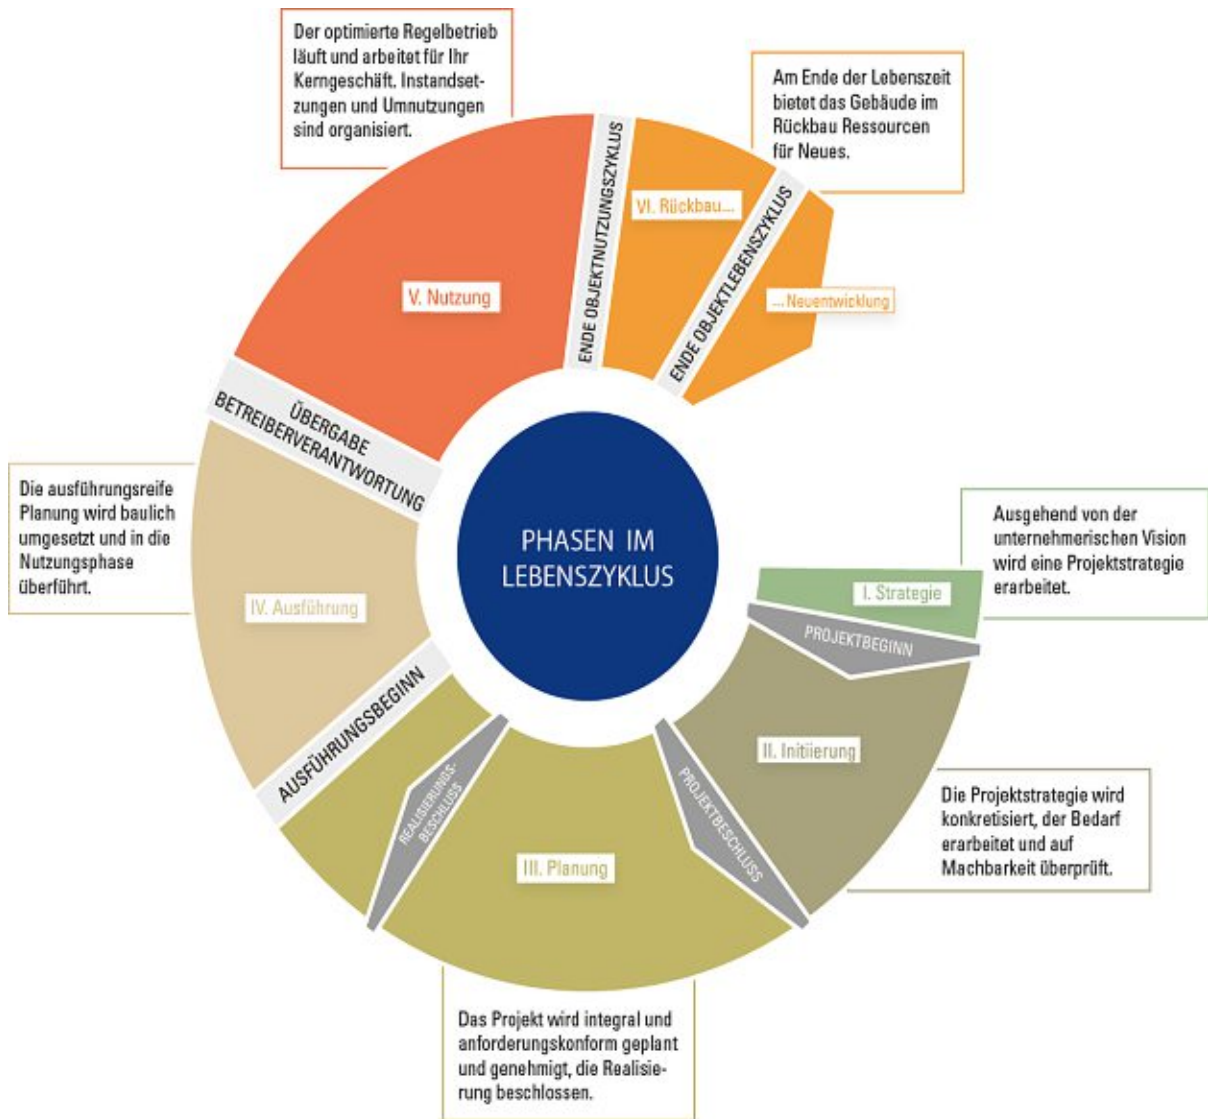 Der optimierte Regelbetrieb
läuft und arbeitet für Ihr
Kerngeschäft. Instandset-
zungen und Umnutzungen
sind organisiert.
Am Ende der Lebenszeit
bietet das Gebäude im
Rückbau Ressourcen
für Neues.
ENDE OBJEKTNUTZUNGSZYKLUS
VI. Rückbau...
ENDE OBJEKTLEBENSZYKLUS
... Neuentwicklung
V. Nutzung
ÜBERGABE
BETREIBERVERANTWORTUNG
Die ausführungsreife
Planung wird baulich
umgesetzt und in die
Nutzungsphase
überführt.
IV. Ausführung
PHASEN IM
LEBENSZYKLUS
Ausgehend von der
unternehmerischen Vision
wird eine Projektstrategie
erarbeitet.
I. Strategie
PROJEKTBEGINN
II. Initiierung
Die Projektstrategie wird
konkretisiert, der Bedarf
erarbeitet und auf
Machbarkeit überprüft.
PROJEKTBESCHLUSS
III. Planung
REALISIERUNGS-
BESCHLUSS
AUSFÜHRUNGSBEGINN
Das Projekt wird integral und
anforderungskonform geplant
und genehmigt, die Realisie-
rung beschlossen.